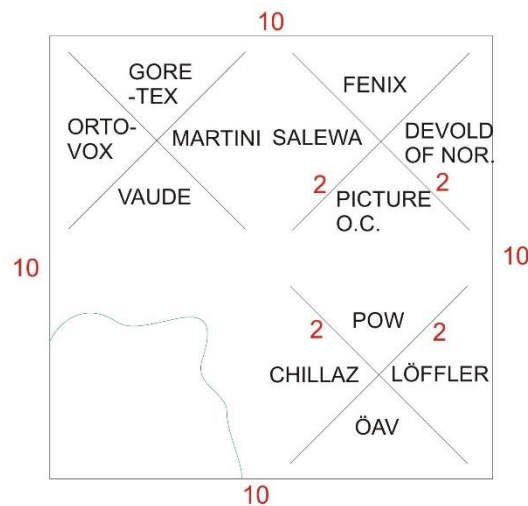 10
GORE
-TEX
FENIX
ORTO-
VOX
MARTINI
SALEWA
DEVOLD
OF NOR.
2
2
VAUDE
PICTURE
O.C.
10
10
2
POW
2
CHILLAZ
LÖFFLER
ÖAV
10